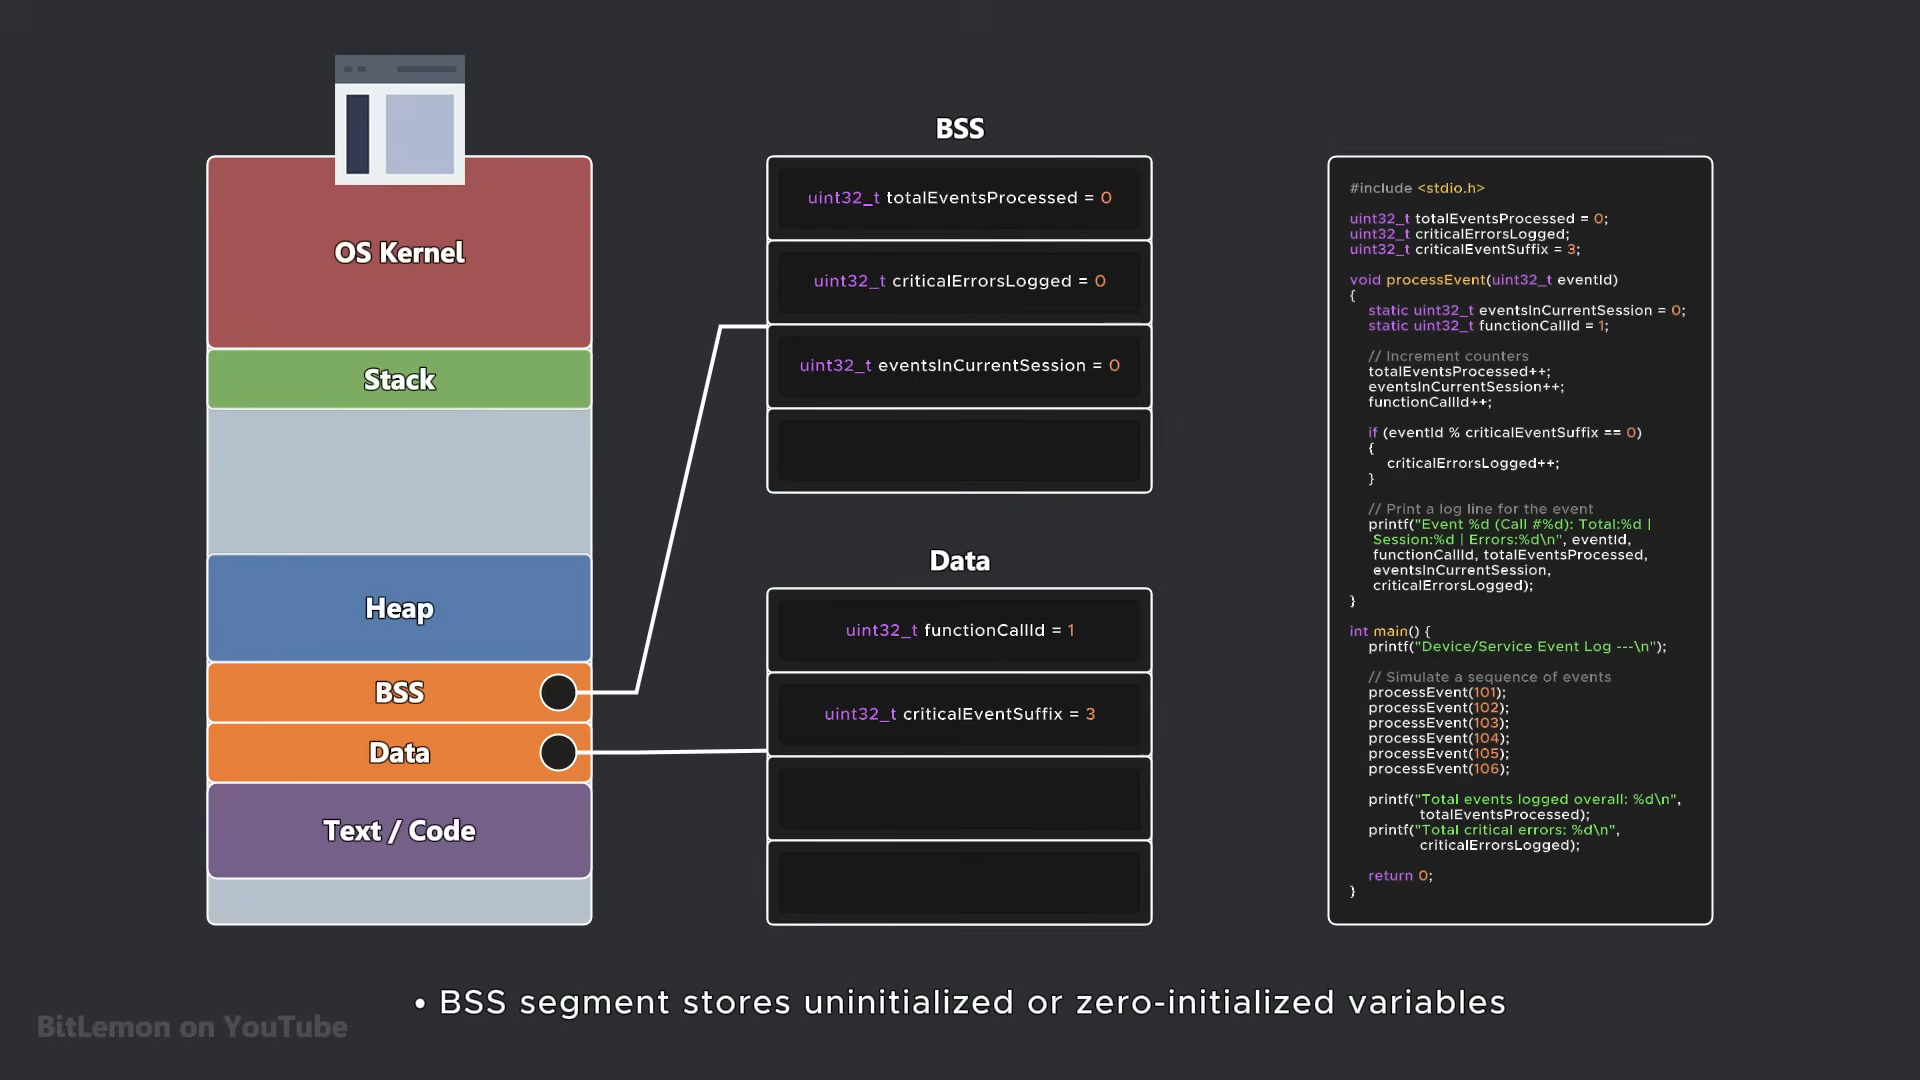 OS Kernel
Stack
Heap
BSS
Data
Text / Code
BSS
uint32_t totalEventsProcessed = 0
uint32_t criticalErrorsLogged = 0
uint32_t eventsInCurrentSession = 0
Data
uint32_t functionCallId = 1
uint32_t criticalEventSuffix = 3
#include <stdio.h>
uint32_t totalEventsProcessed = 0;
uint32_t criticalErrorsLogged;
uint32_t criticalEventSuffix = 3;
void processEvent(uint32_t eventId)
{
static uint32_t eventsInCurrentSession = 0;
static uint32_t functionCallId = 1;
// Increment counters
totalEventsProcessed++;
eventsInCurrentSession++;
functionCallId++;
if (eventId % criticalEventSuffix == 0)
{
criticalErrorsLogged++;
}
// Print a log line for the event
printf("Event %d (Call #%d): Total:%d |
Session:%d | Errors:%d\n", eventId,
functionCallId, totalEventsProcessed,
eventsInCurrentSession,
criticalErrorsLogged);
}
int main() {
printf("Device/Service Event Log ---\n");
// Simulate a sequence of events
processEvent(101);
processEvent(102);
processEvent(103);
processEvent(104);
processEvent(105);
processEvent(106);
printf("Total events logged overall: %d\n",
totalEventsProcessed);
printf("Total critical errors: %d\n",
criticalErrorsLogged);
return 0;
}
• BSS segment stores uninitialized or zero-initialized variables
BitLemon on YouTube